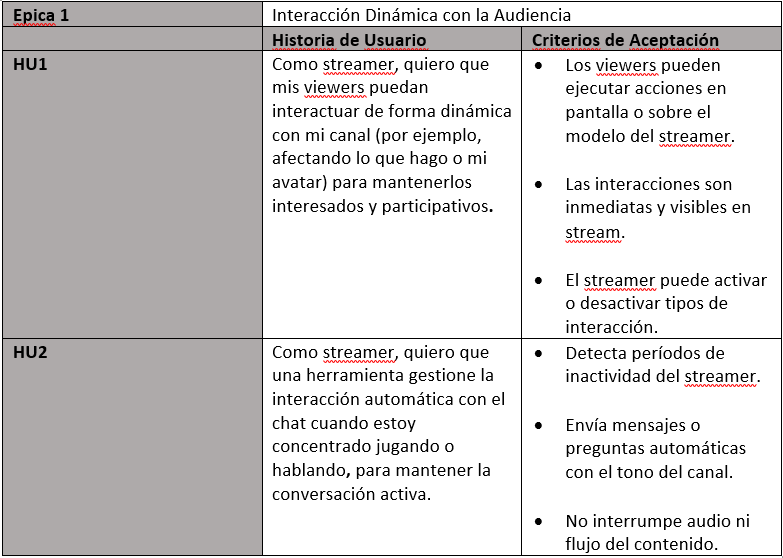 Epica 1
Interacción Dinámica con la Audiencia
Historia de Usuario
Criterios de Aceptación
HU1
Como streamer, quiero que
mis viewers puedan
interactuar de forma dinámica
con mi canal (por ejemplo,
afectando lo que hago o mi
avatar) para mantenerlos
interesados y participativos.
• Los viewers pueden
ejecutar acciones en
pantalla o sobre el
modelo del streamer.
• Las interacciones son
inmediatas y visibles en
stream.
• El streamer puede activar
o desactivar tipos de
interacción.
HU2
Como streamer, quiero que
una herramienta gestione la
interacción automática con el
chat cuando estoy
concentrado jugando o
hablando, para mantener la
conversación activa.
• Detecta períodos de
inactividad del streamer.
• Envía mensajes o
preguntas automáticas
con el tono del canal.
• No interrumpe audio ni
flujo del contenido.